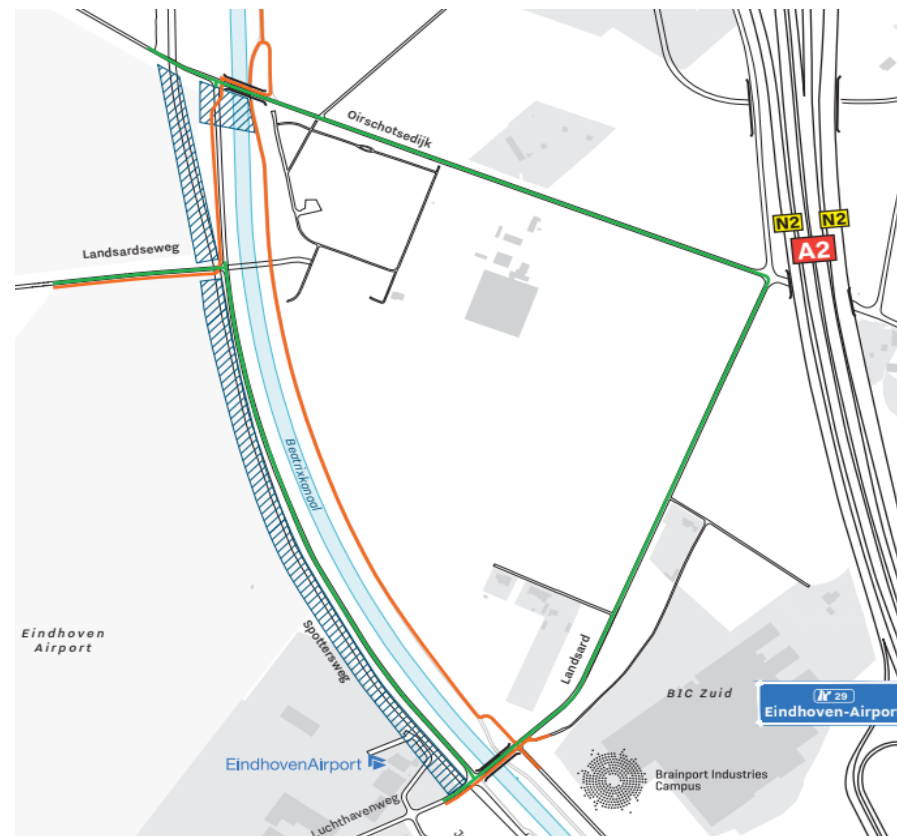 Oirschotsedijk
N2
N2
A2
Landsardseweg
Beatrixkanaal
Eindhoven
Airport
Spottersweg
Landsard
BIC Zuid
29
Eindhoven-Airport
EindhovenAirport
Brainport Industries
Campus
Luchthavenweg